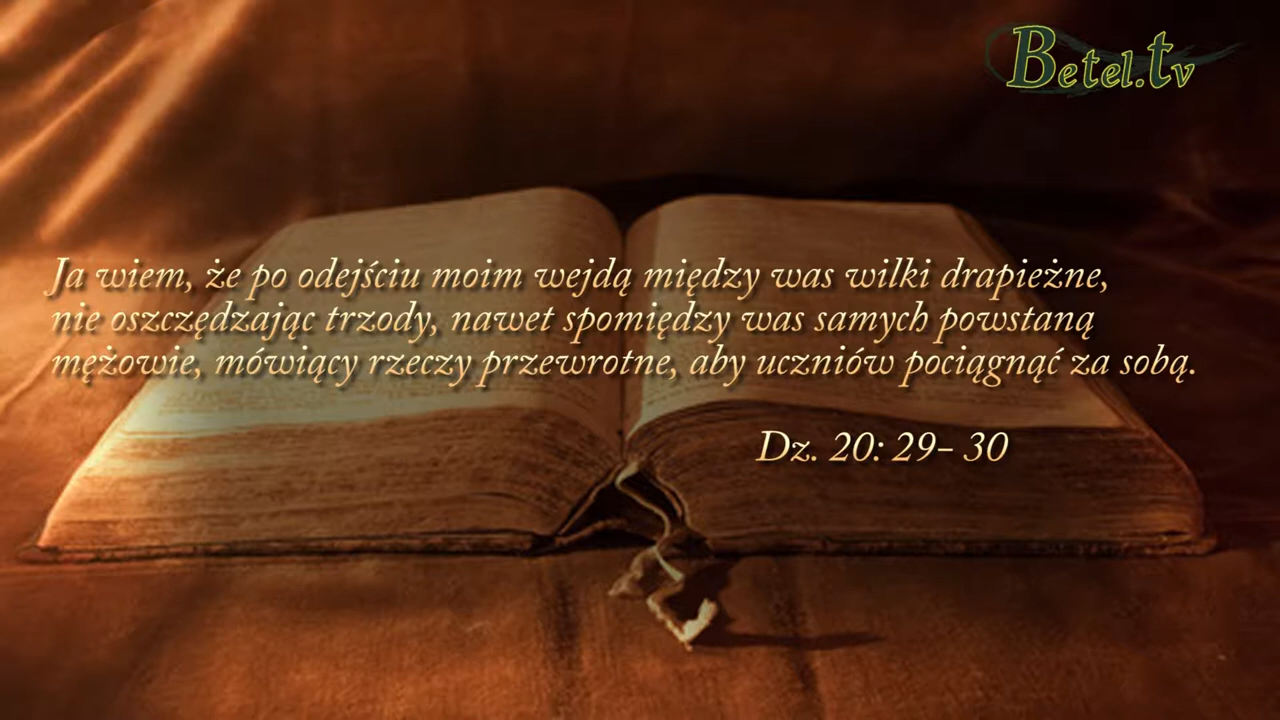 Betel.tv
Ja wiem, że po odejściu moim wejdą między was wilki drapieżne,
nie oszczędzając trzody, nawet spomiędzy was samych powstaną
mężowie, mówiący rzeczy przewrotne, aby uczniów pociągnąć za sobą.
Dz. 20: 29– 30